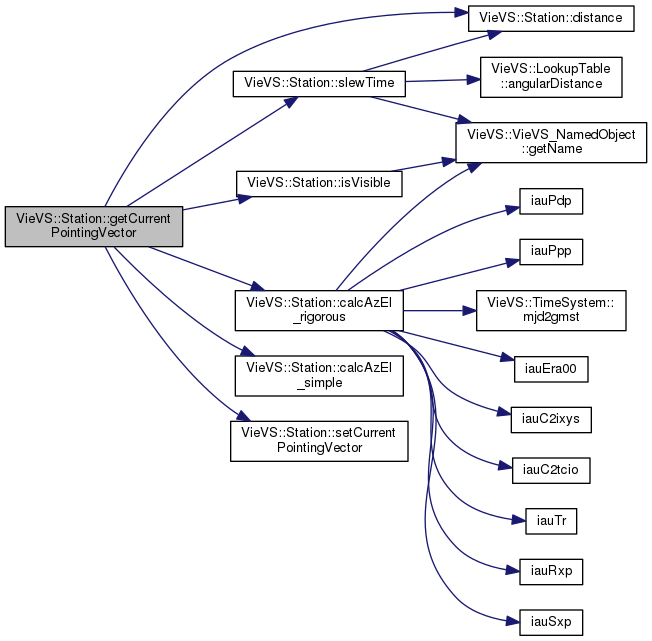 VieVS::Station::getCurrent
PointingVector
VieVS::Station::distance
VieVS::Station::slewTime
VieVS::LookupTable
::angularDistance
VieVS::VieVS_NamedObject
::getName
VieVS::Station::isVisible
iauPdp
iauPpp
VieVS::Station::calcAzEl
_rigorous
VieVS::TimeSystem::
mjd2gmst
iauEra00
VieVS::Station::calcAzEl
_simple
iauC2ixys
VieVS::Station::setCurrent
PointingVector
iauC2tcio
iauTr
iauRxp
iauSxp